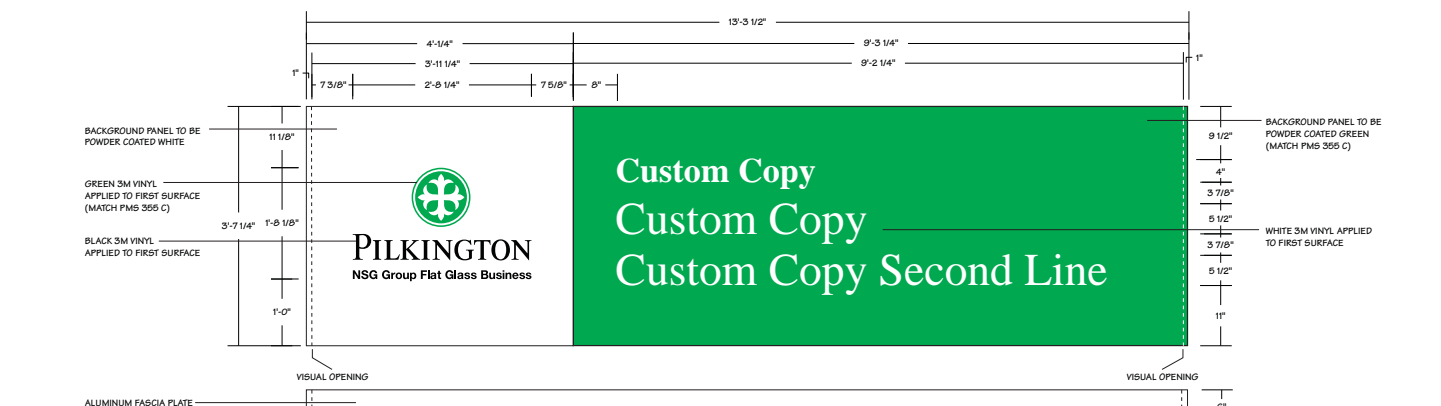 13'-3 1/2"
4'-1/4"
9'-3 1/4"
3'-11 1/4"
9'-2 1/4"
1"
1"
7 3/8"
2'-8 1/4"
7 5/8"
8"
BACKGROUND PANEL TO BE
POWDER COATED WHITE
GREEN 3M VINYL
APPLIED TO FIRST SURFACE
(MATCH PMS 355 C)
BLACK 3M VINYL
APPLIED TO FIRST SURFACE
3'-7 1/4"
11 1/8"
1'-8 1/8"
1'-0"
PILKINGTON
NSG Group Flat Glass Business
Custom Copy
Custom Copy
Custom Copy Second Line
9 1/2"
4"
3 7/8"
5 1/2"
3 7/8"
5 1/2"
11"
BACKGROUND PANEL TO BE
POWDER COATED GREEN
(MATCH PMS 355 C)
WHITE 3M VINYL APPLIED
TO FIRST SURFACE
VISUAL OPENING
VISUAL OPENING
ALUMINUM FASCIA PLATE